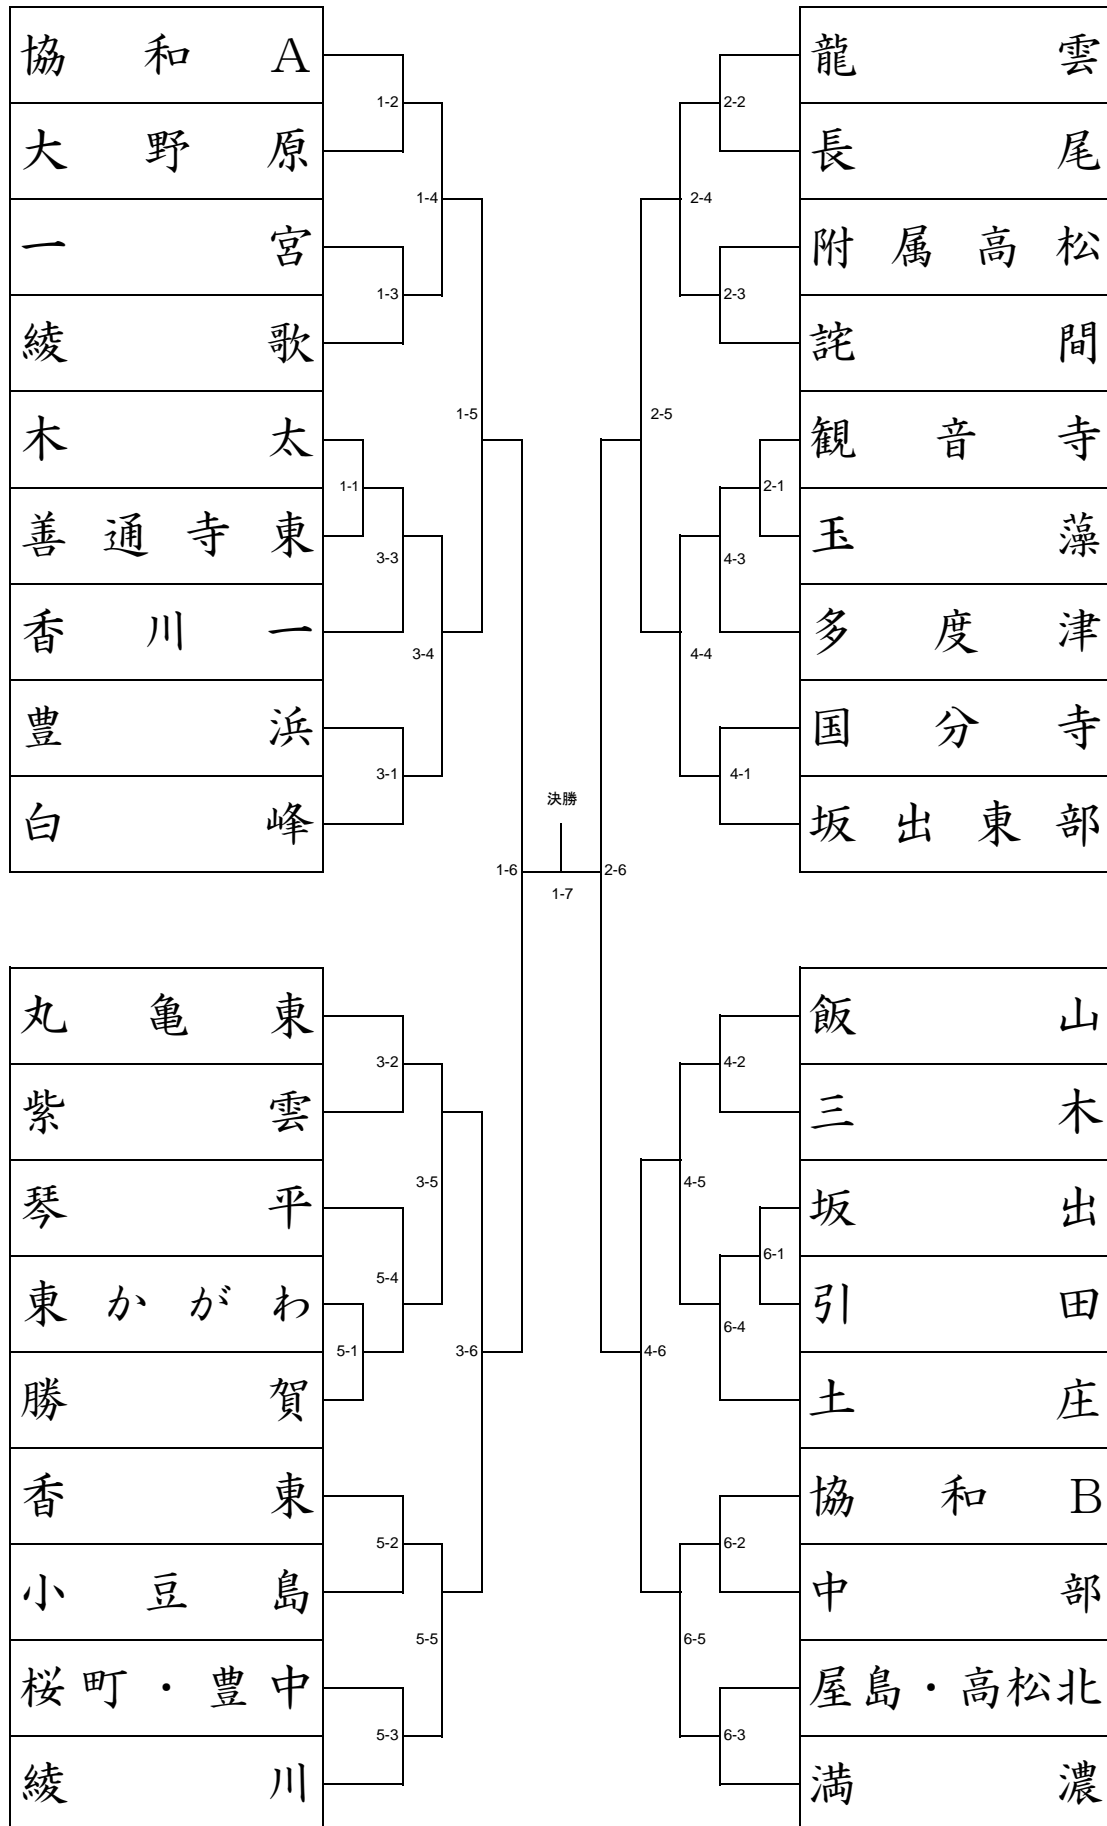 協和A
大野原
一宮
綾歌
木太
善通寺東
香川一
豊浜
白峰
1-2
1-3
1-1
3-3
3-1
1-4
3-4
1-5
龍雲
長尾
附属高松
詫間
観音寺
玉藻
多度津
国分寺
坂出東部
2-2
2-3
2-1
4-3
4-1
2-4
4-4
2-5
決勝
1-6
1-7
2-6
丸亀東
紫雲
琴平
東かがわ
勝賀
香東
小豆島
桜町・豊中
綾川
3-2
5-4
5-1
5-2
5-3
3-5
5-5
3-6
飯山
三木
坂出
引田
土庄
協和B
中部
屋島・高松北
満濃
4-2
6-1
6-4
6-2
6-3
4-5
6-5
4-6